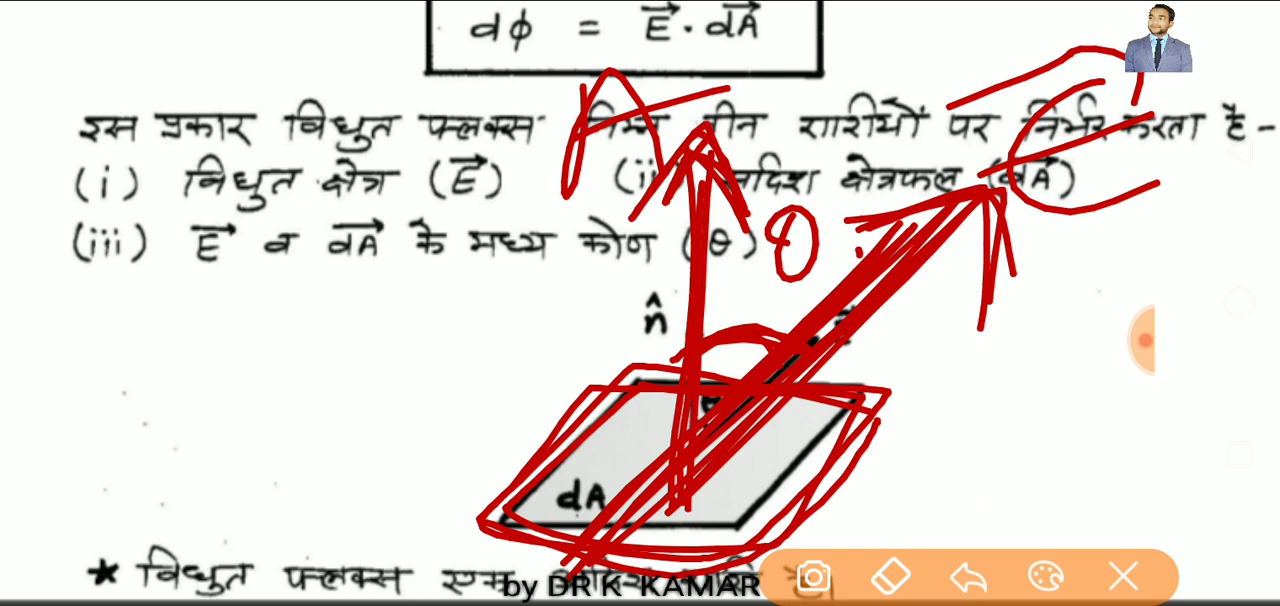 dϕ = E⃗ · dA⃗
इस प्रकार विधुत फ्लक्स निम्न तीन राशियों पर निर्भर करता है -
(i) विधुत क्षेत्र (E⃗) (ii) सदिश क्षेत्रफल (dA⃗)
(iii) E⃗ व dA⃗ के मध्य कोण (θ)
A
θ
E
n̂
dA
★ विधुत फ्लक्स एक है।
by DR K KAMAR